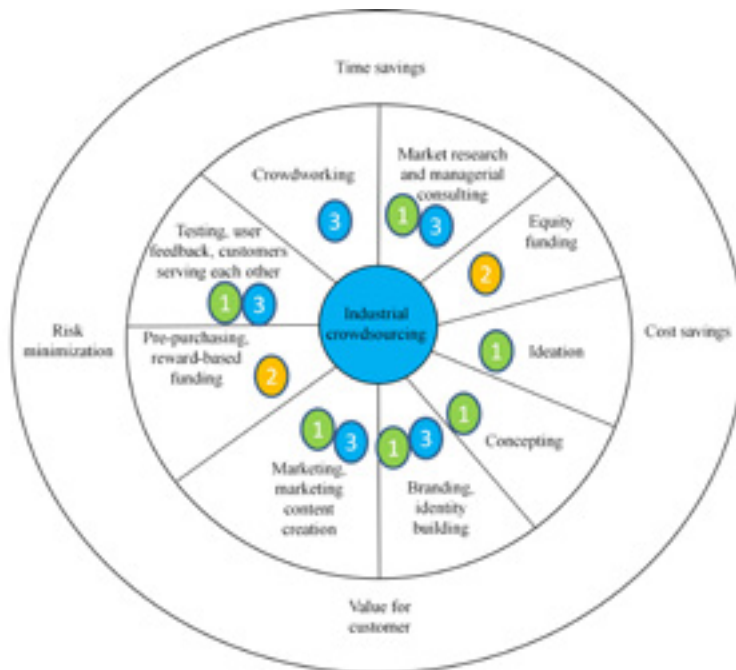 Time savings
Crowdworking
3
Market research
and managerial
consulting
1 3
Equity
funding
2
Testing, user
feedback, customers
serving each other
1 3
Industrial
crowdsourcing
Risk
minimization
Cost savings
Pre-purchasing,
reward-based
funding
2
1
Ideation
1
Concepting
1 3
Marketing,
marketing
content
creation
1 3
Branding,
identity
building
Value for
customer